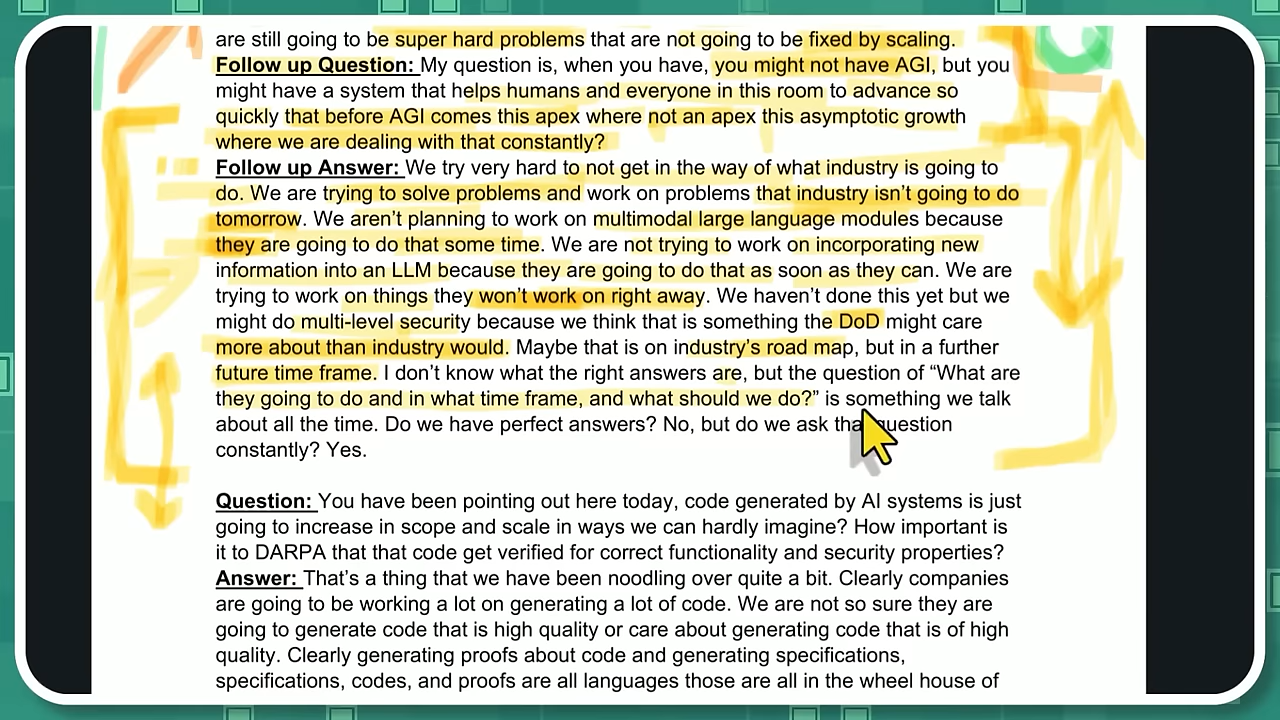 are still going to be super hard problems that are not going to be fixed by scaling.
Follow up Question: My question is, when you have, you might not have AGI, but you
might have a system that helps humans and everyone in this room to advance so
quickly that before AGI comes this apex where not an apex this asymptotic growth
where we are dealing with that constantly?
Follow up Answer: We try very hard to not get in the way of what industry is going to
do. We are trying to solve problems and work on problems that industry isn’t going to do
tomorrow. We aren’t planning to work on multimodal large language modules because
they are going to do that some time. We are not trying to work on incorporating new
information into an LLM because they are going to do that as soon as they can. We are
trying to work on things they won’t work on right away. We haven’t done this yet but we
might do multi-level security because we think that is something the DoD might care
more about than industry would. Maybe that is on industry’s road map, but in a further
future time frame. I don’t know what the right answers are, but the question of “What are
they going to do and in what time frame, and what should we do?” is something we talk
about all the time. Do we have perfect answers? No, but do we ask that question
constantly? Yes.
Question: You have been pointing out here today, code generated by AI systems is just
going to increase in scope and scale in ways we can hardly imagine? How important is
it to DARPA that that code get verified for correct functionality and security properties?
Answer: That’s a thing that we have been noodling over quite a bit. Clearly companies
are going to be working a lot on generating a lot of code. We are not so sure they are
going to generate code that is high quality or care about generating code that is of high
quality. Clearly generating proofs about code and generating specifications,
specifications, codes, and proofs are all languages those are all in the wheel house of